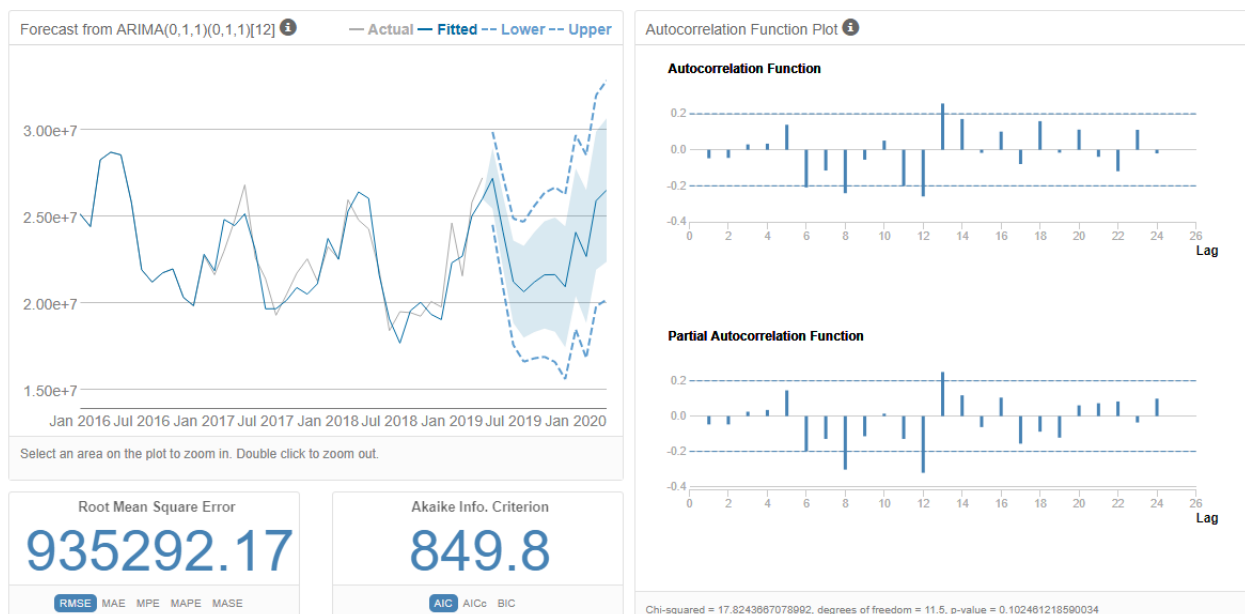 Forecast from ARIMA(0,1,1)(0,1,1)[12]
Actual Fitted Lower Upper
3.00e+7
2.50e+7
2.00e+7
1.50e+7
Jan 2016 Jul 2016 Jan 2017 Jul 2017 Jan 2018 Jul 2018 Jan 2019 Jul 2019 Jan 2020
Select an area on the plot to zoom in. Double click to zoom out.
Root Mean Square Error
935292.17
RMSE MAE MPE MAPE MASE
Akaike Info. Criterion
849.8
AIC AICc BIC
Autocorrelation Function Plot
Autocorrelation Function
0.2
0.0
-0.2
-0.4
0 2 4 6 8 10 12 14 16 18 20 22 24 26
Lag
Partial Autocorrelation Function
0.2
0.0
-0.2
-0.4
0 2 4 6 8 10 12 14 16 18 20 22 24 26
Lag
Chi-squared = 17.8243667078992, degrees of freedom = 11.5, p-value = 0.102461218590034